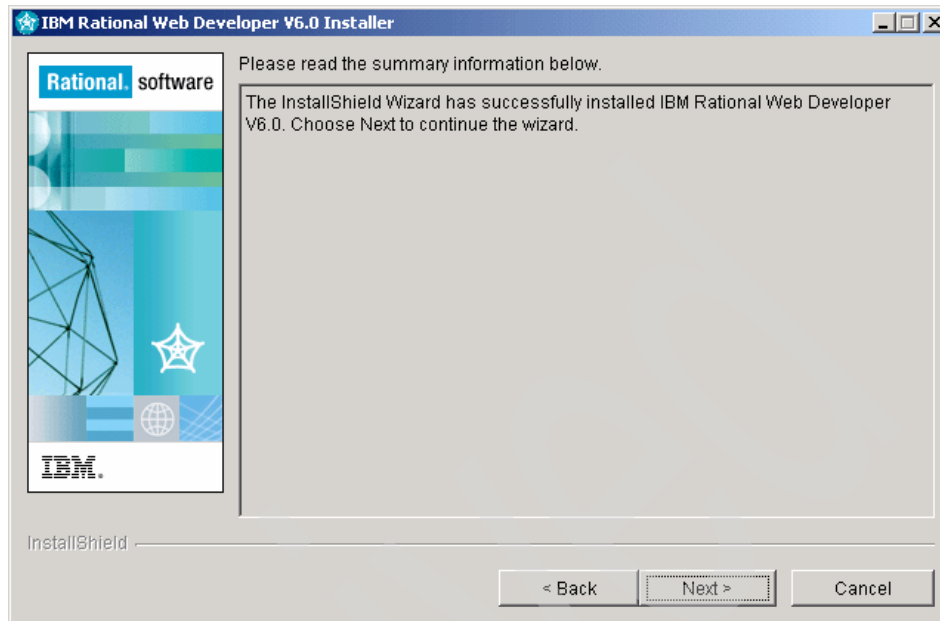 IBM Rational Web Developer V6.0 Installer
Rational. software
Please read the summary information below.
The InstallShield Wizard has successfully installed IBM Rational Web Developer
V6.0. Choose Next to continue the wizard.
IBM.
InstallShield
< Back
Next >
Cancel